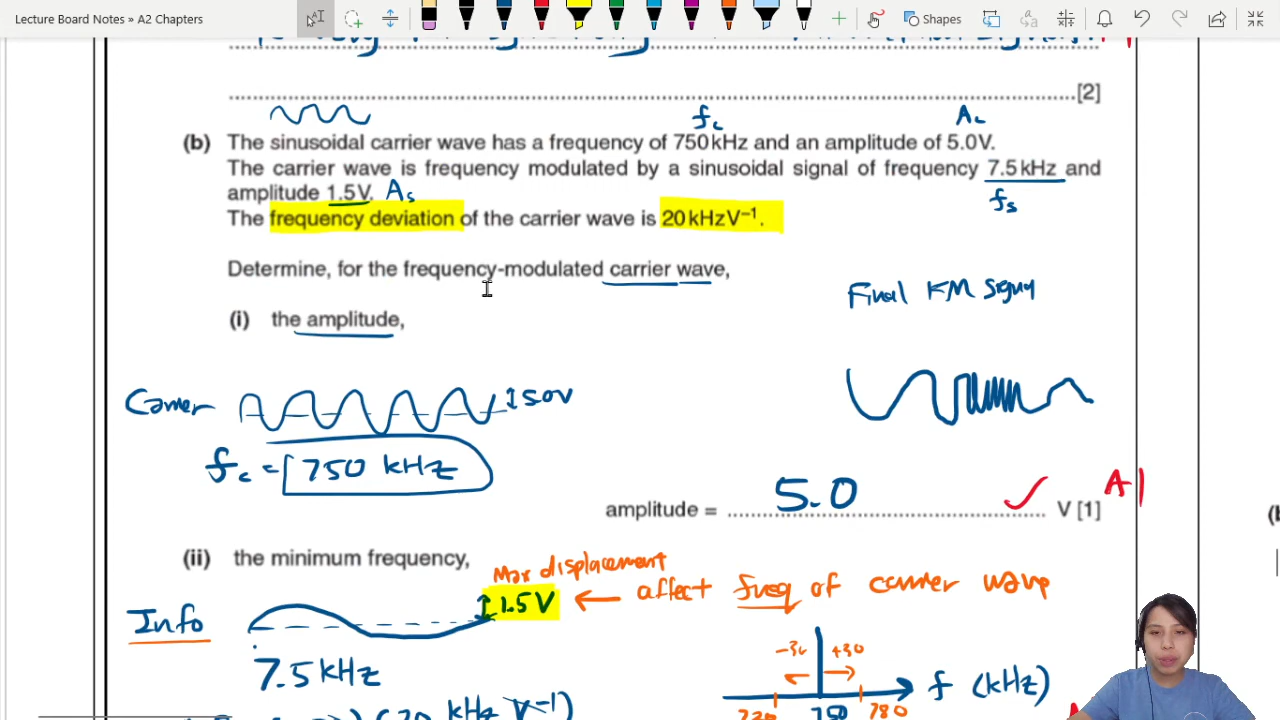 Lecture Board Notes » A2 Chapters
Shapes
[2]
fc
Ac
(b) The sinusoidal carrier wave has a frequency of 750 kHz and an amplitude of 5.0V.
The carrier wave is frequency modulated by a sinusoidal signal of frequency 7.5 kHz and
amplitude 1.5V. As
fs
The frequency deviation of the carrier wave is 20 kHz V⁻¹.
Determine, for the frequency-modulated carrier wave,
Final FM Signal
(i) the amplitude,
Carrier
5.0V
fc = 750 kHz
amplitude = 5.0 V [1] A1
(ii) the minimum frequency,
Max displacement
1.5V ← affect freq of carrier wave
Info
7.5 kHz
-30 +30
f (kHz)
720 750 780
kHz V⁻¹)